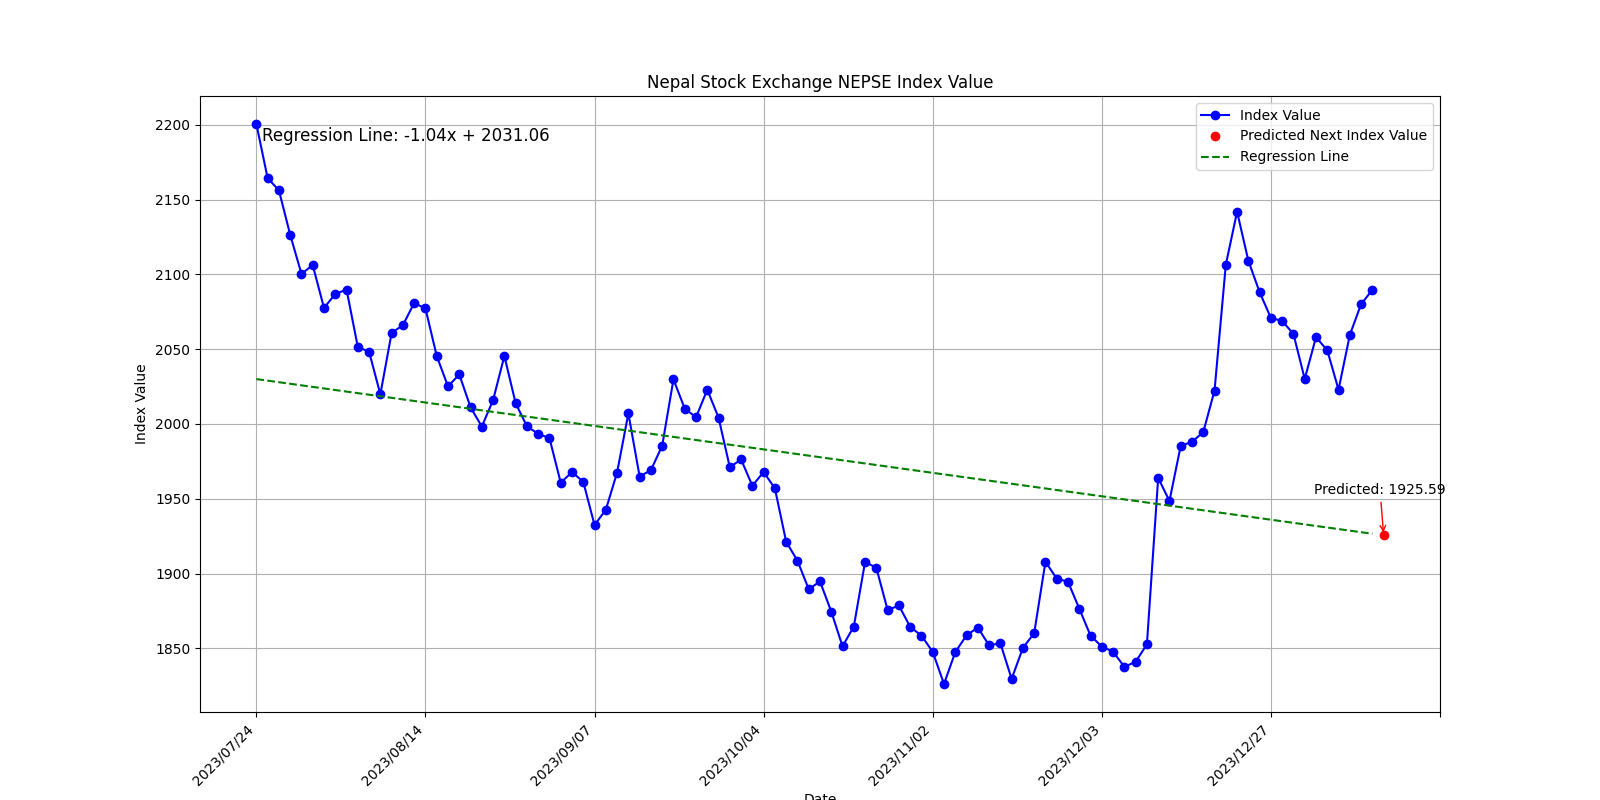 Nepal Stock Exchange NEPSE Index Value
2200
2150
2100
2050
2000
1950
1900
1850
Index Value
Regression Line: -1.04x + 2031.06
Index Value
Predicted Next Index Value
Regression Line
Predicted: 1925.59
2023/07/24
2023/08/14
2023/09/07
2023/10/04
2023/11/02
2023/12/03
2023/12/27
Date